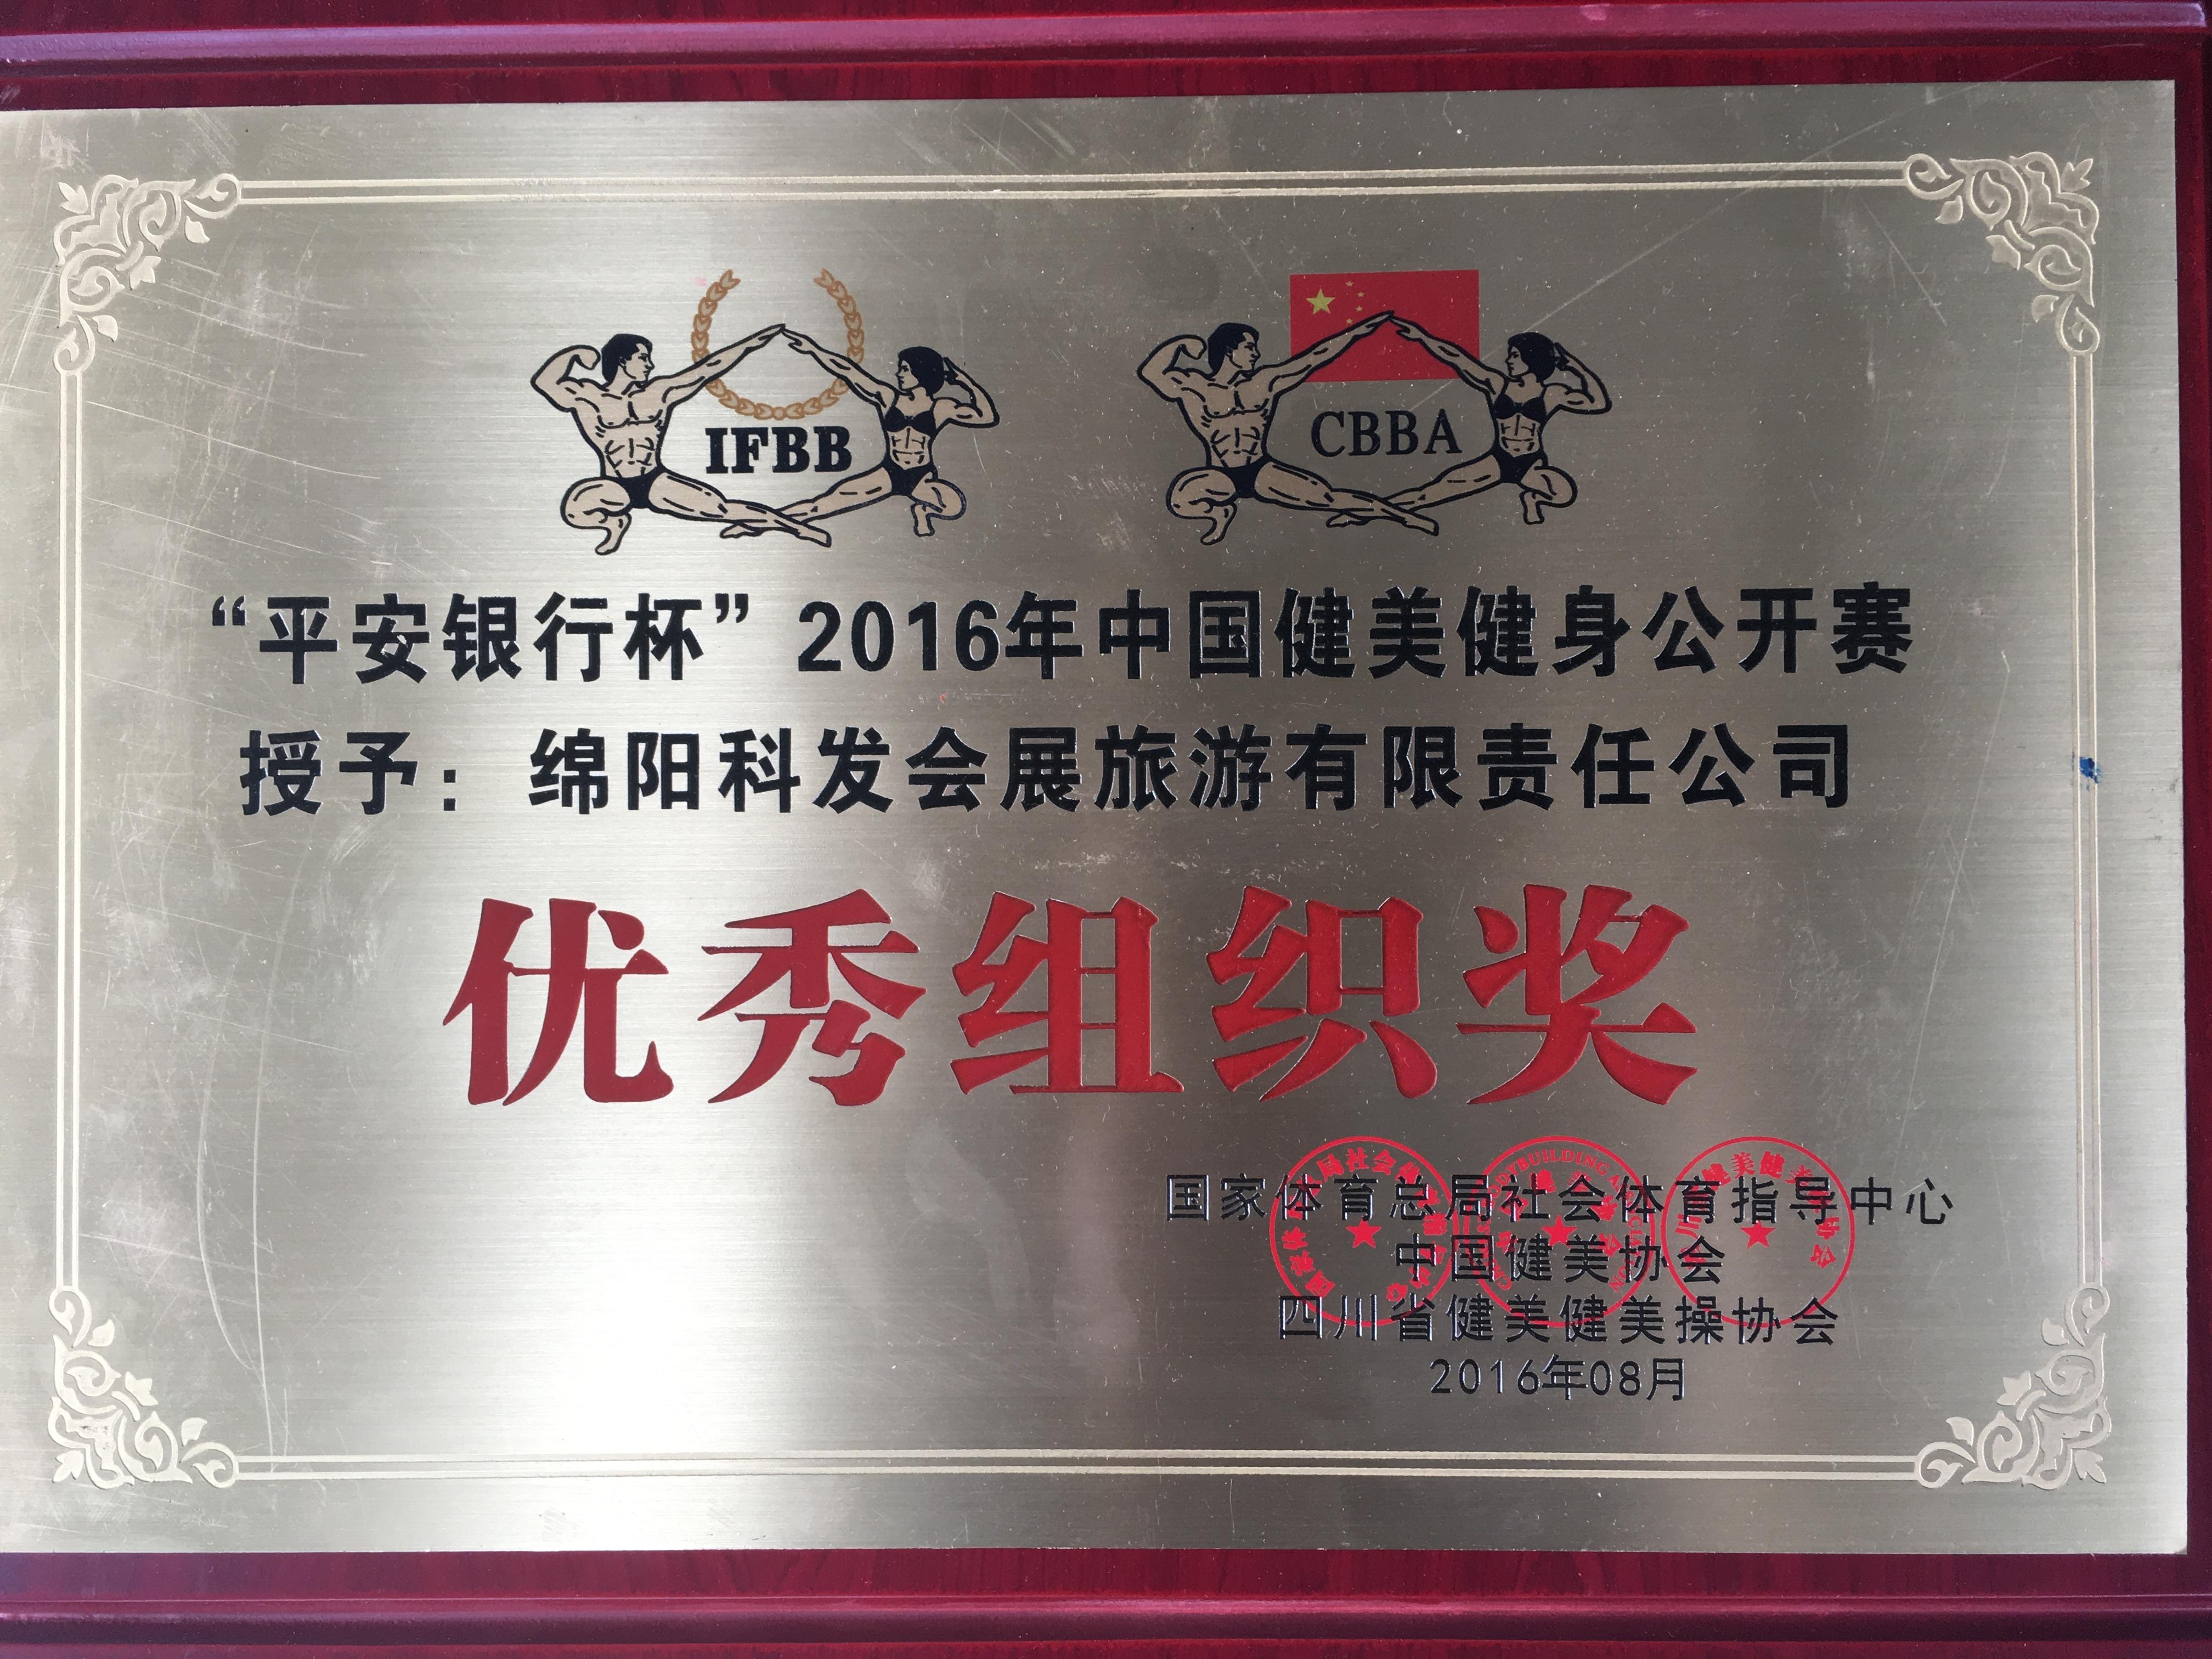 IFBB
CBBA
“平安银行杯”2016年中国健美健身公开赛
授予：绵阳科发会展旅游有限责任公司
优秀组织奖
国家体育总局社会体育指导中心
中国健美协会
四川省健美健美操协会
2016年08月